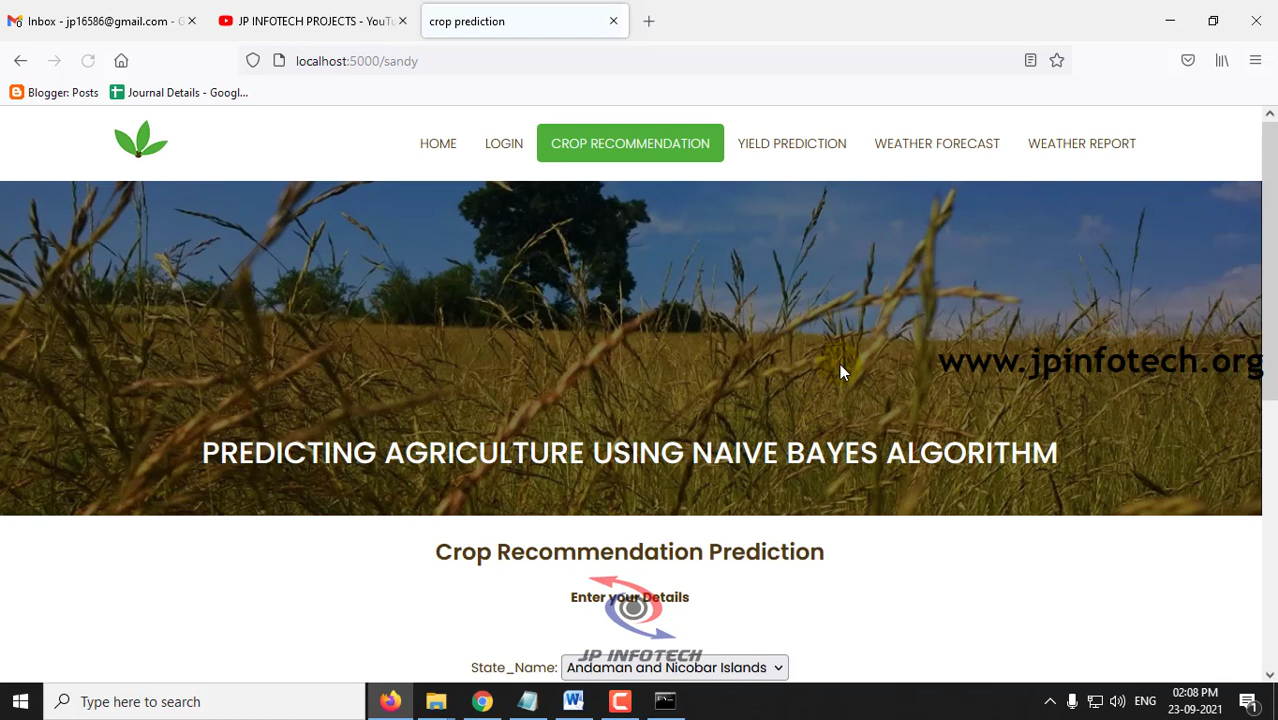 Inbox - jp16586@gmail.com - G
JP INFOTECH PROJECTS - YouTu
crop prediction
localhost:5000/sandy
Blogger: Posts
Journal Details - Googl...
HOME
LOGIN
CROP RECOMMENDATION
YIELD PREDICTION
WEATHER FORECAST
WEATHER REPORT
www.jpinfotech.org
PREDICTING AGRICULTURE USING NAIVE BAYES ALGORITHM
Crop Recommendation Prediction
Enter your Details
JP INFOTECH
State_Name: Andaman and Nicobar Islands
Type here to search
ENG
02:08 PM
23-09-2021
1